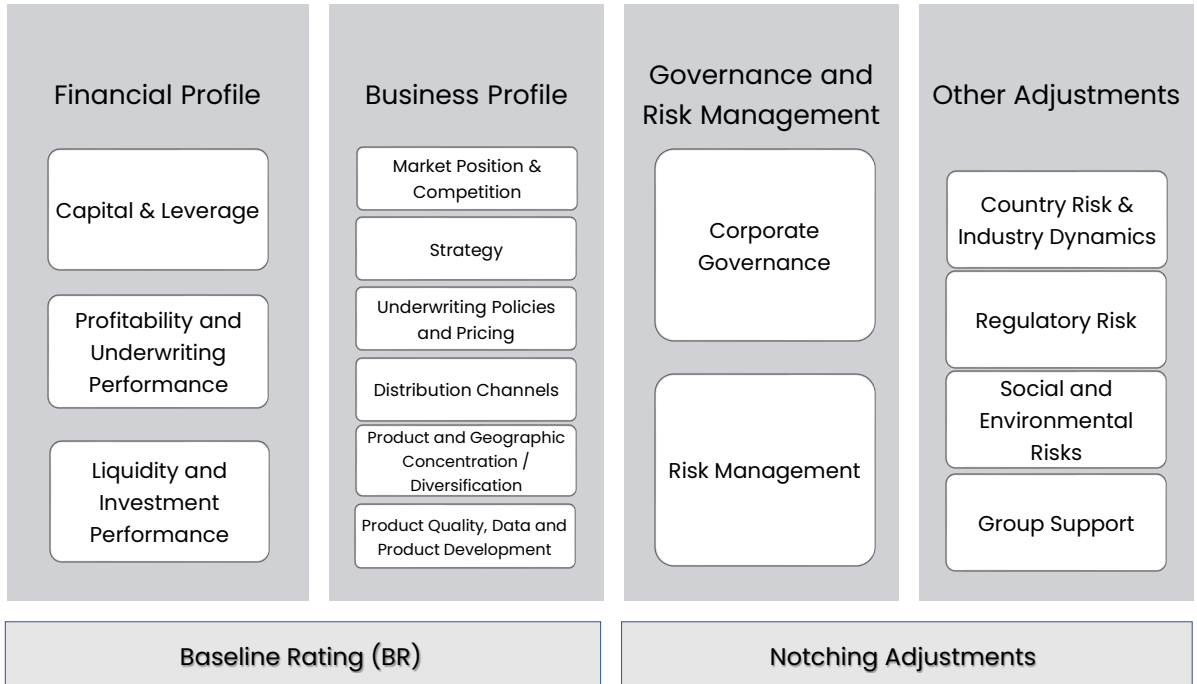 Financial Profile
Capital & Leverage
Profitability and
Underwriting
Performance
Liquidity and
Investment
Performance
Business Profile
Market Position &
Competition
Strategy
Underwriting Policies
and Pricing
Distribution Channels
Product and Geographic
Concentration /
Diversification
Product Quality, Data and
Product Development
Governance and
Risk Management
Corporate
Governance
Risk Management
Other Adjustments
Country Risk &
Industry Dynamics
Regulatory Risk
Social and
Environmental
Risks
Group Support
Baseline Rating (BR)
Notching Adjustments